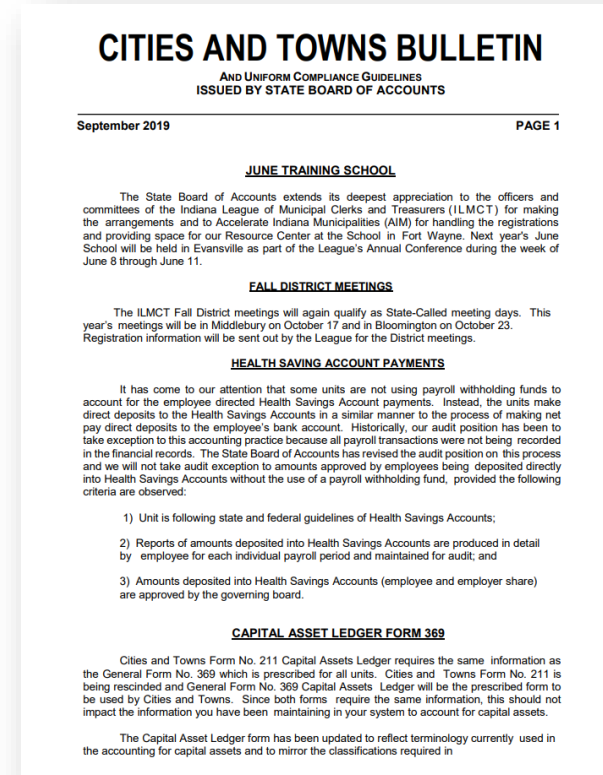 CITIES AND TOWNS BULLETIN
AND UNIFORM COMPLIANCE GUIDELINES
ISSUED BY STATE BOARD OF ACCOUNTS
September 2019 PAGE 1
JUNE TRAINING SCHOOL
The State Board of Accounts extends its deepest appreciation to the officers and
committees of the Indiana League of Municipal Clerks and Treasurers (ILMCT) for making
the arrangements and to Accelerate Indiana Municipalities (AIM) for handling the registrations
and providing space for our Resource Center at the School in Fort Wayne. Next year's June
School will be held in Evansville as part of the League's Annual Conference during the week of
June 8 through June 11.
FALL DISTRICT MEETINGS
The ILMCT Fall District meetings will again qualify as State-Called meeting days. This
year's meetings will be in Middlebury on October 17 and in Bloomington on October 23.
Registration information will be sent out by the League for the District meetings.
HEALTH SAVING ACCOUNT PAYMENTS
It has come to our attention that some units are not using payroll withholding funds to
account for the employee directed Health Savings Account payments. Instead, the units make
direct deposits to the Health Savings Accounts in a similar manner to the process of making net
pay direct deposits to the employee's bank account. Historically, our audit position has been to
take exception to this accounting practice because all payroll transactions were not being recorded
in the financial records. The State Board of Accounts has revised the audit position on this process
and we will not take audit exception to amounts approved by employees being deposited directly
into Health Savings Accounts without the use of a payroll withholding fund, provided the following
criteria are observed:
1) Unit is following state and federal guidelines of Health Savings Accounts;
2) Reports of amounts deposited into Health Savings Accounts are produced in detail
by employee for each individual payroll period and maintained for audit; and
3) Amounts deposited into Health Savings Accounts (employee and employer share)
are approved by the governing board.
CAPITAL ASSET LEDGER FORM 369
Cities and Towns Form No. 211 Capital Assets Ledger requires the same information as
the General Form No. 369 which is prescribed for all units. Cities and Towns Form No. 211 is
being rescinded and General Form No. 369 Capital Assets Ledger will be the prescribed form to
be used by Cities and Towns. Since both forms require the same information, this should not
impact the information you have been maintaining in your system to account for capital assets.
The Capital Asset Ledger form has been updated to reflect terminology currently used in
the accounting for capital assets and to mirror the classifications required in